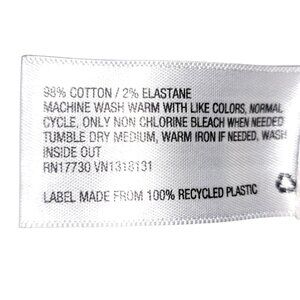 98% COTTON / 2% ELASTANE
MACHINE WASH WARM WITH LIKE COLORS, NORMAL
CYCLE, ONLY NON CHLORINE BLEACH WHEN NEEDED
TUMBLE DRY MEDIUM, WARM IRON IF NEEDED, WASH
INSIDE OUT
RN17730 VN1318131
LABEL MADE FROM 100% RECYCLED PLASTIC